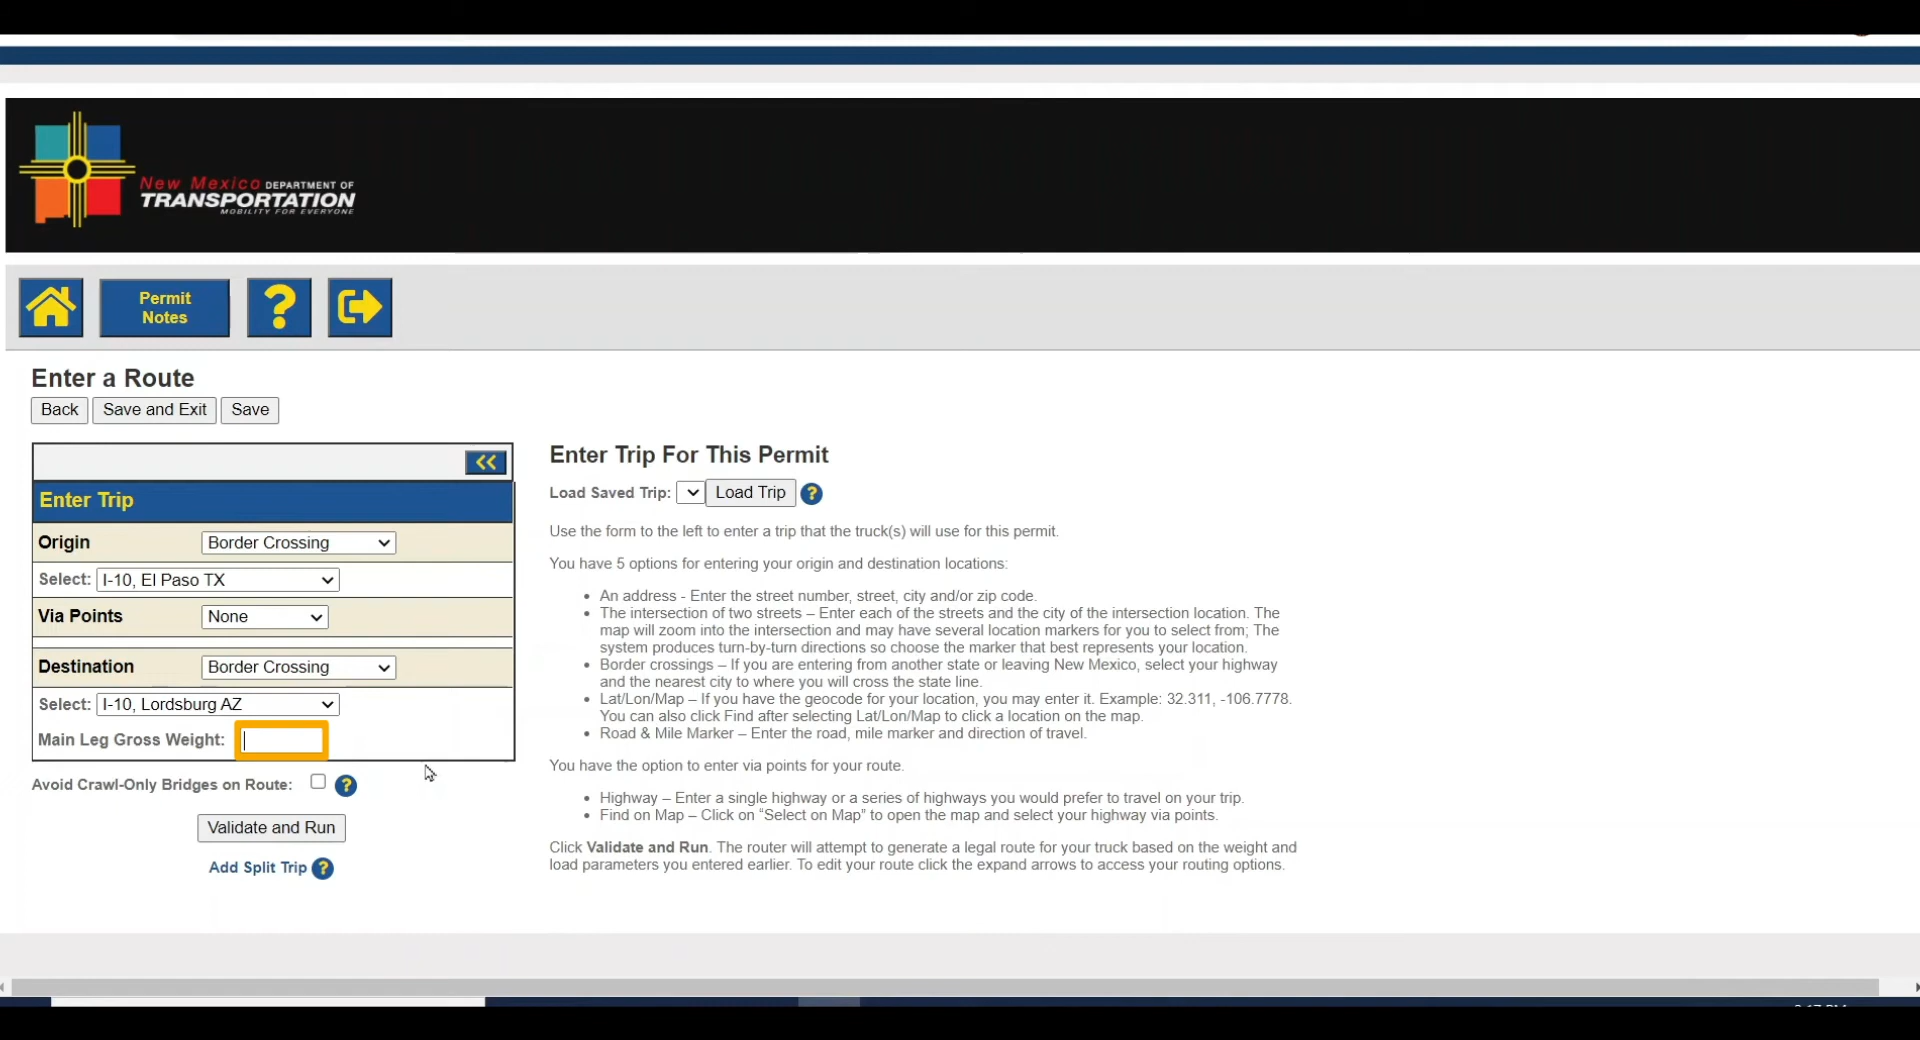 New Mexico DEPARTMENT OF
TRANSPORTATION
MOBILITY FOR EVERYONE
Permit
Notes
?
Enter a Route
Back
Save and Exit
Save
<<
Enter Trip
Origin
Border Crossing
Select:
I-10, El Paso TX
Via Points
None
Destination
Border Crossing
Select:
I-10, Lordsburg AZ
Main Leg Gross Weight:
Avoid Crawl-Only Bridges on Route:
?
Validate and Run
Add Split Trip
?
Enter Trip For This Permit
Load Saved Trip:
Load Trip
?
Use the form to the left to enter a trip that the truck(s) will use for this permit.
You have 5 options for entering your origin and destination locations:
• An address - Enter the street number, street, city and/or zip code.
• The intersection of two streets – Enter each of the streets and the city of the intersection location. The
map will zoom into the intersection and may have several location markers for you to select from; The
system produces turn-by-turn directions so choose the marker that best represents your location.
• Border crossings – If you are entering from another state or leaving New Mexico, select your highway
and the nearest city to where you will cross the state line.
• Lat/Lon/Map – If you have the geocode for your location, you may enter it. Example: 32.311, -106.7778.
You can also click Find after selecting Lat/Lon/Map to click a location on the map.
• Road & Mile Marker – Enter the road, mile marker and direction of travel.
You have the option to enter via points for your route.
• Highway – Enter a single highway or a series of highways you would prefer to travel on your trip.
• Find on Map – Click on “Select on Map” to open the map and select your highway via points.
Click Validate and Run. The router will attempt to generate a legal route for your truck based on the weight and
load parameters you entered earlier. To edit your route click the expand arrows to access your routing options.